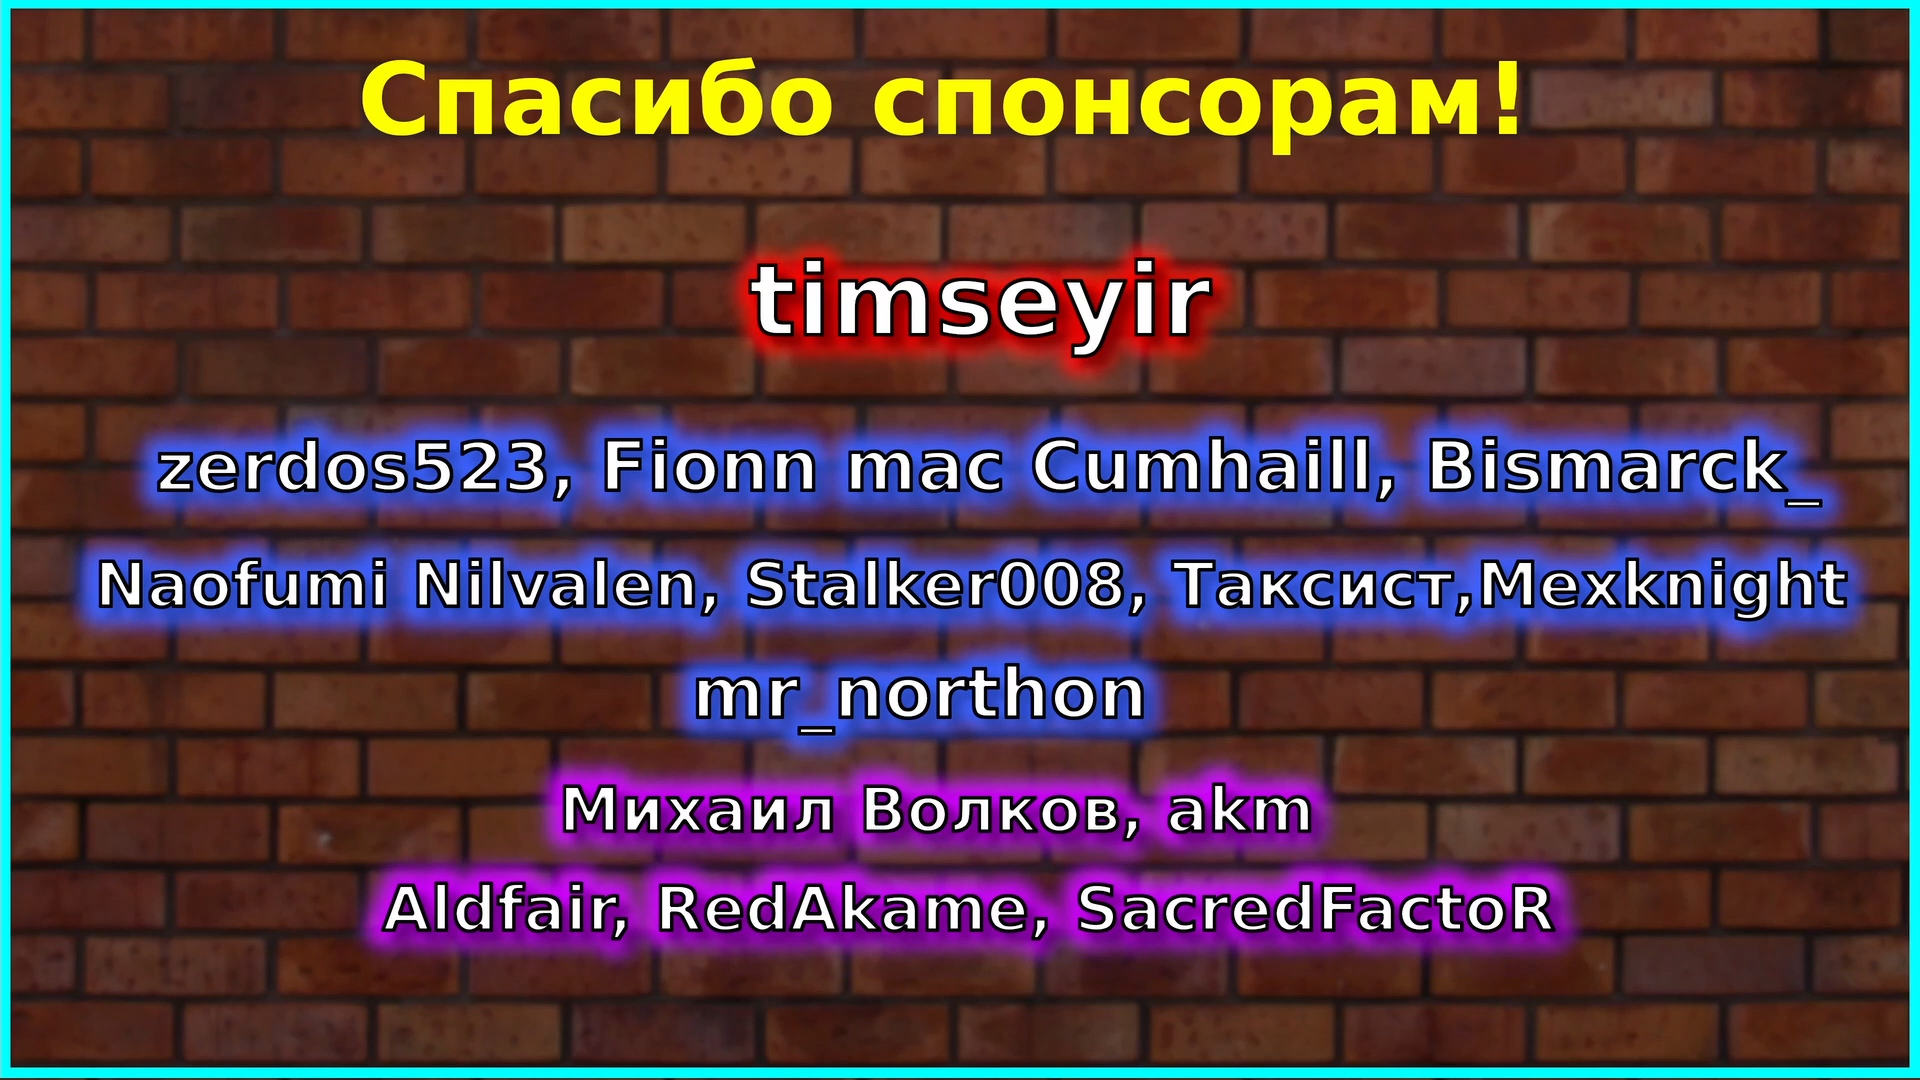 Спасибо спонсорам!
timseyir
zerdos523, Fionn mac Cumhaill, Bismarck_
Naofumi Nilvalen, Stalker008, Таксист,Mexknight
mr_northon
Михаил Волков, akm
Aldfair, RedAkame, SacredFactoR